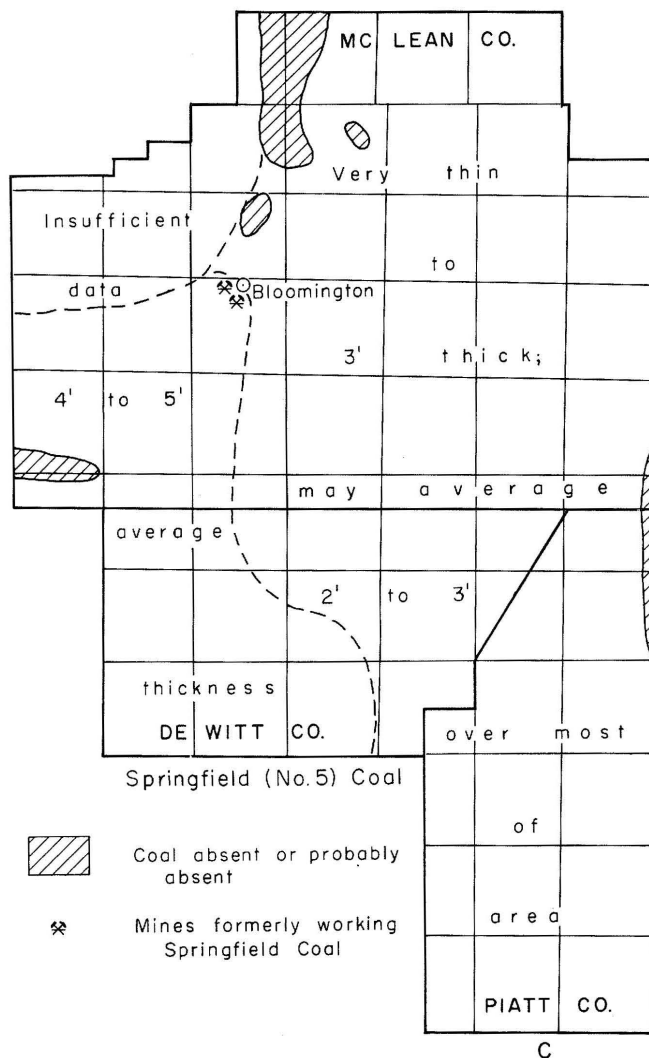 MC LEAN CO.
Very thin
Insufficient
to
data
Bloomington
3' thick;
4' to 5'
may average
average
2' to 3'
thickness
DE WITT CO.
over most
Springfield (No. 5) Coal
of
Coal absent or probably
absent
area
Mines formerly working
Springfield Coal
PIATT CO.
C